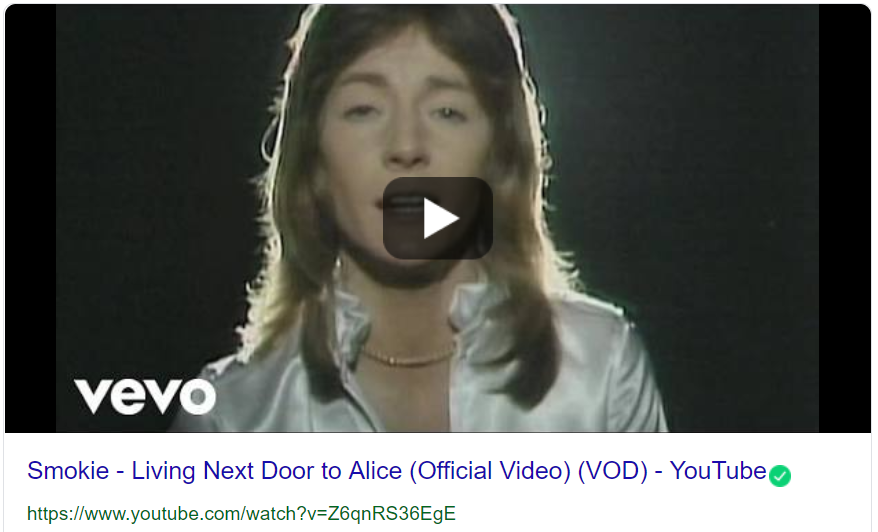 vevo
Smokie - Living Next Door to Alice (Official Video) (VOD) - YouTube
https://www.youtube.com/watch?v=Z6qnRS36EgE